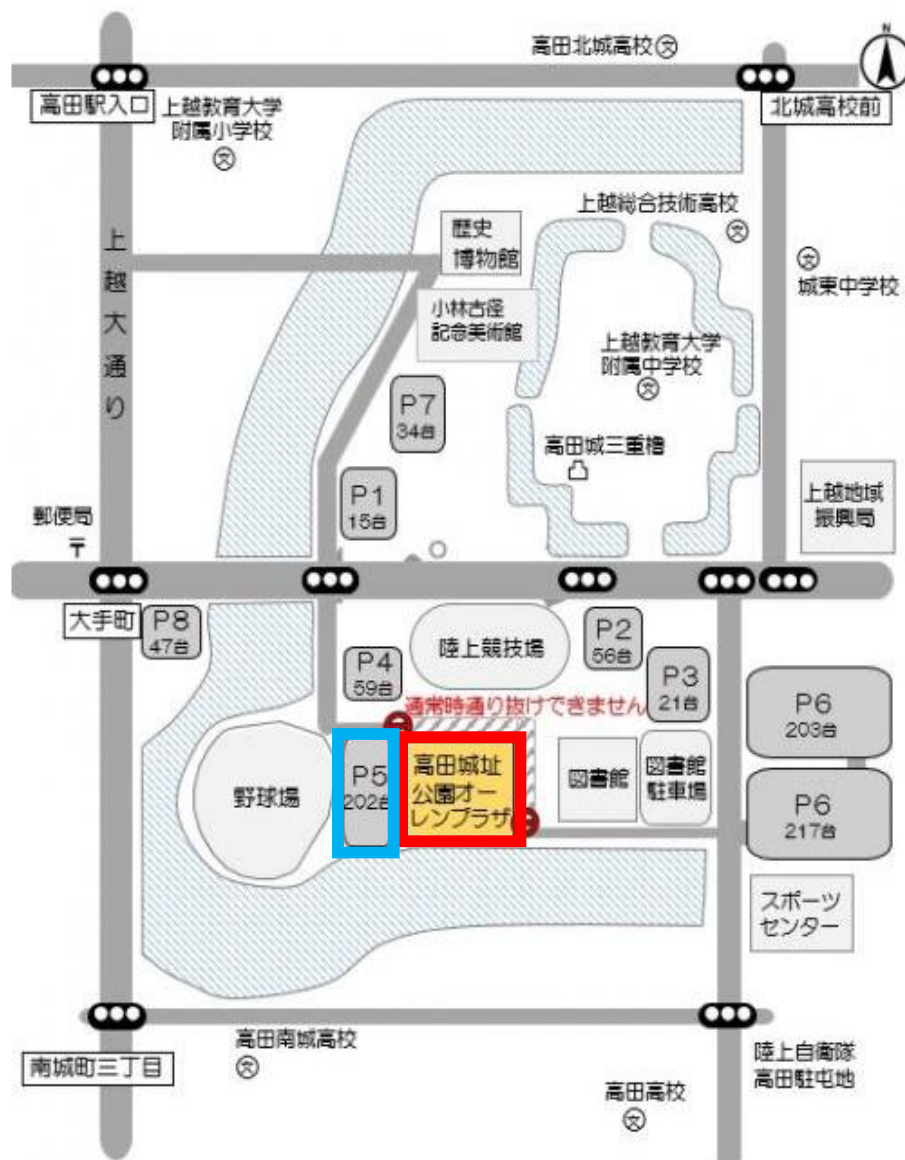 高田北城高校
文
N
高田駅入口
上越教育大学
附属小学校
文
北城高校前
上越総合技術高校
文
歴史
博物館
文
城東中学校
上越大通り
小林古径
記念美術館
上越教育大学
附属中学校
文
P7
34台
高田城三重櫓
P1
15台
上越地域
振興局
郵便局
〒
大手町
P8
47台
陸上競技場
P2
56台
P4
59台
P3
21台
通常時通り抜けできません
P6
203台
野球場
P5
202台
高田城址
公園オー
レンプラザ
図書館
図書館
駐車場
P6
217台
スポーツ
センター
高田南城高校
文
南城町三丁目
陸上自衛隊
高田駐屯地
高田高校
文